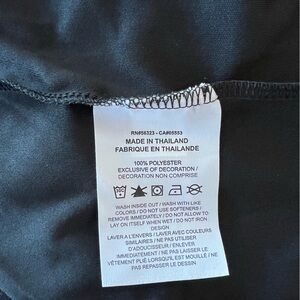 RN#56323 - CA#05553
MADE IN THAILAND
FABRIQUE EN THAILANDE
100% POLYESTER
EXCLUSIVE OF DECORATION /
DECORATION NON COMPRISE
WASH INSIDE OUT / WASH WITH LIKE
COLORS / DO NOT USE SOFTENERS /
REMOVE IMMEDIATELY / DO NOT ALLOW TO
LAY ON ITSELF WHEN WET / DO NOT IRON
DESIGN
LAVER A L'ENVERS / LAVER AVEC COULEURS
SIMILAIRES / NE PAS UTILISER
D'ADOUCISSEUR / ENLEVER
IMMÉDIATEMENT / NE PAS LAISSER LE
VÊTEMENT PLIÉ LORSQU'IL EST MOUILLÉ / NE
PAS REPASSER LE DESSIN